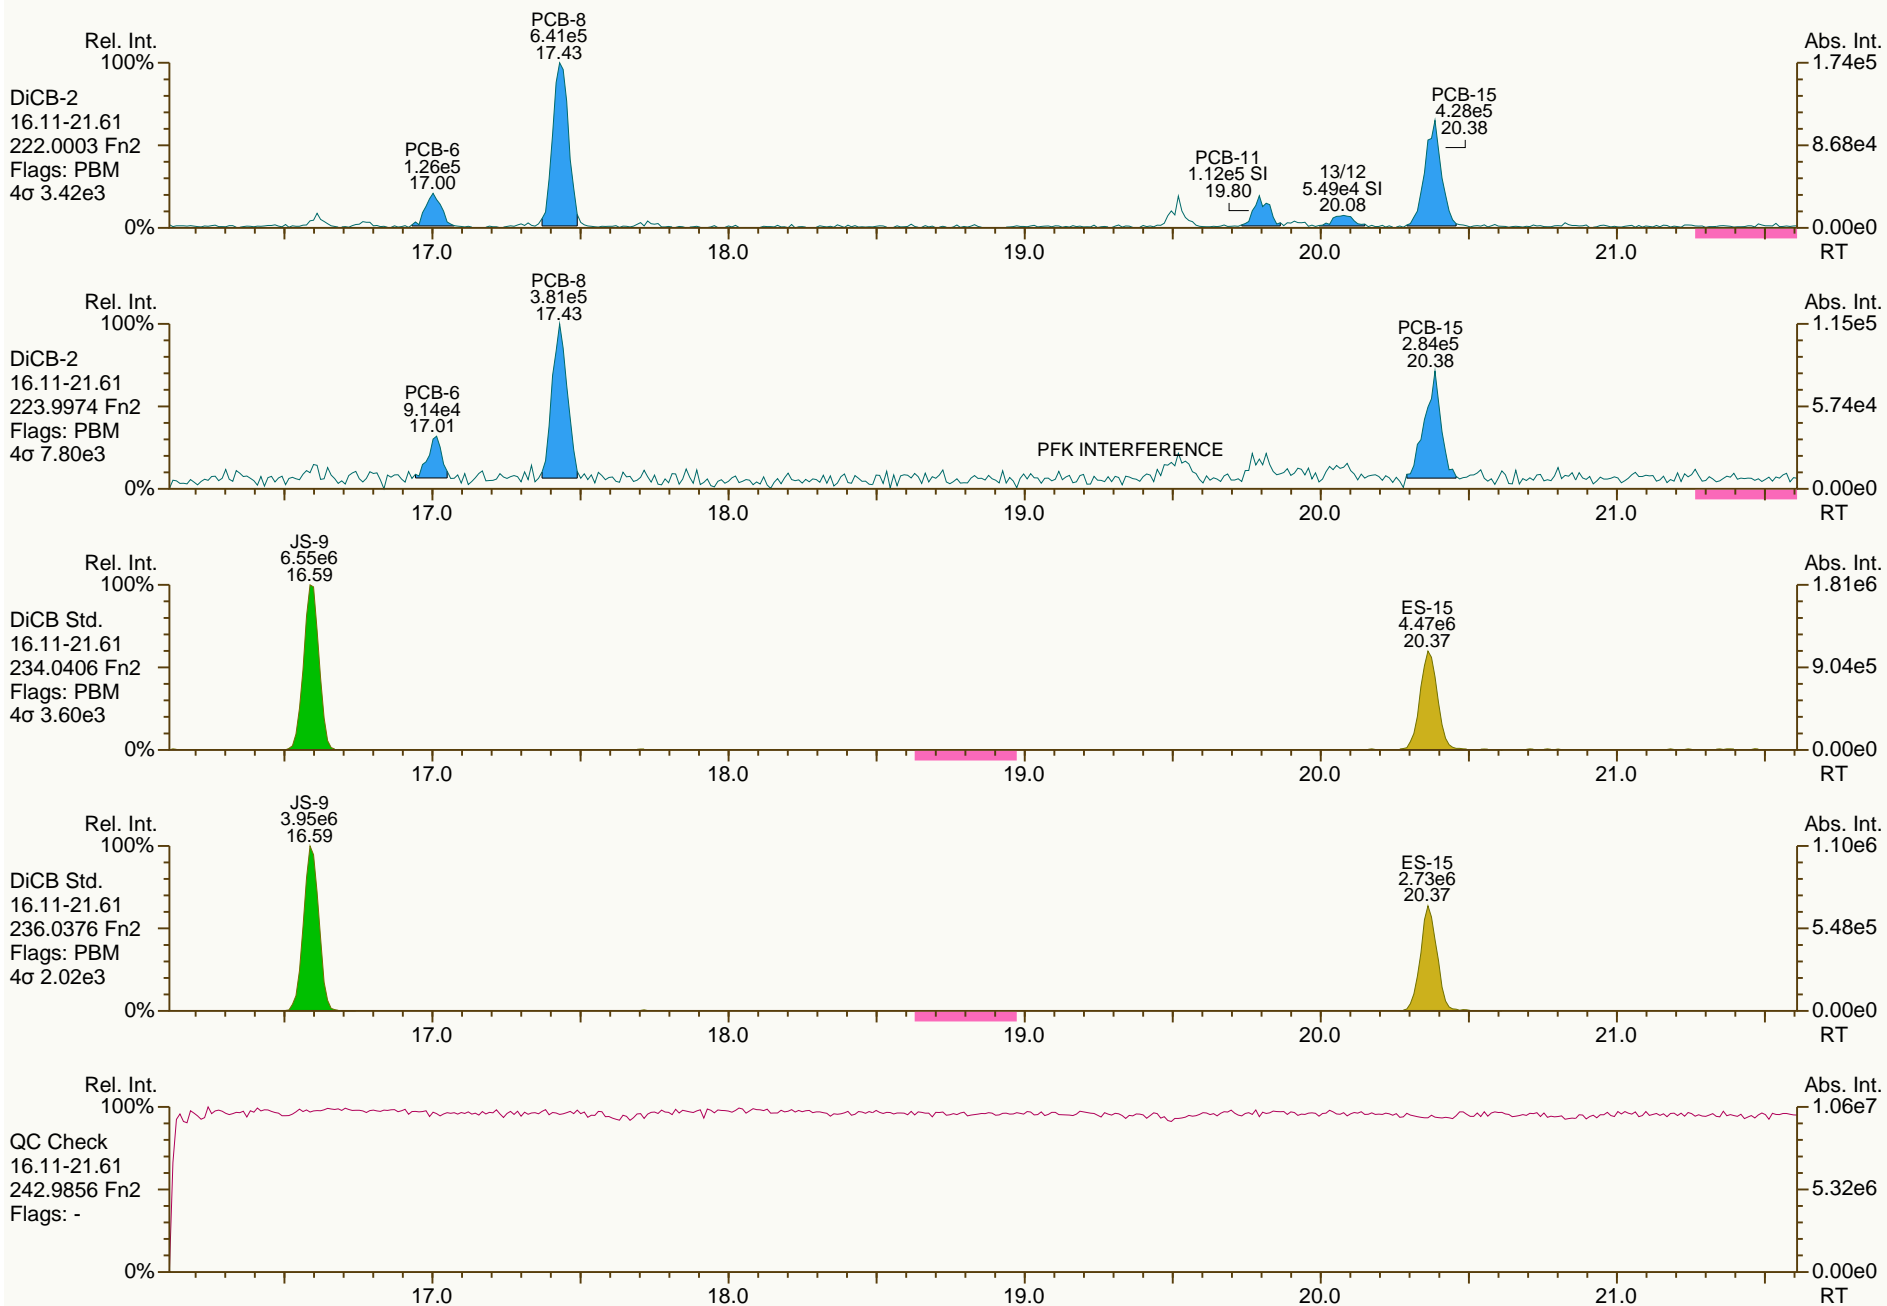 Rel. Int.
100%
0%
DiCB-2
16.11-21.61
222.0003 Fn2
Flags: PBM
4σ 3.42e3
PCB-6
1.26e5
17.00
PCB-8
6.41e5
17.43
PCB-11
1.12e5 SI
19.80
13/12
5.49e4 SI
20.08
PCB-15
4.28e5
20.38
Abs. Int.
1.74e5
8.68e4
0.00e0
17.0 18.0 19.0 20.0 21.0 RT
Rel. Int.
100%
0%
DiCB-2
16.11-21.61
223.9974 Fn2
Flags: PBM
4σ 7.80e3
PCB-6
9.14e4
17.01
PCB-8
3.81e5
17.43
PFK INTERFERENCE
PCB-15
2.84e5
20.38
Abs. Int.
1.15e5
5.74e4
0.00e0
17.0 18.0 19.0 20.0 21.0 RT
Rel. Int.
100%
0%
DiCB Std.
16.11-21.61
234.0406 Fn2
Flags: PBM
4σ 3.60e3
JS-9
6.55e6
16.59
ES-15
4.47e6
20.37
Abs. Int.
1.81e6
9.04e5
0.00e0
17.0 18.0 19.0 20.0 21.0 RT
Rel. Int.
100%
0%
DiCB Std.
16.11-21.61
236.0376 Fn2
Flags: PBM
4σ 2.02e3
JS-9
3.95e6
16.59
ES-15
2.73e6
20.37
Abs. Int.
1.10e6
5.48e5
0.00e0
17.0 18.0 19.0 20.0 21.0 RT
Rel. Int.
100%
0%
QC Check
16.11-21.61
242.9856 Fn2
Flags: -
Abs. Int.
1.06e7
5.32e6
0.00e0
17.0 18.0 19.0 20.0 21.0 RT